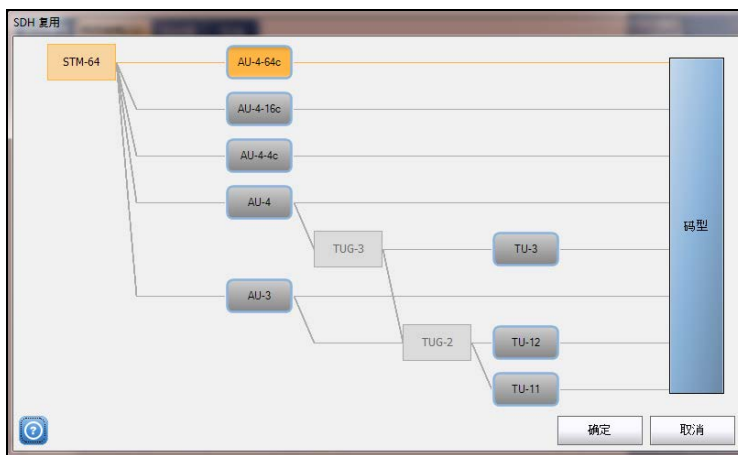 SDH 复用
STM-64
AU-4-64c
AU-4-16c
AU-4-4c
AU-4
码型
TUG-3
TU-3
AU-3
TUG-2
TU-12
TU-11
?
确定
取消